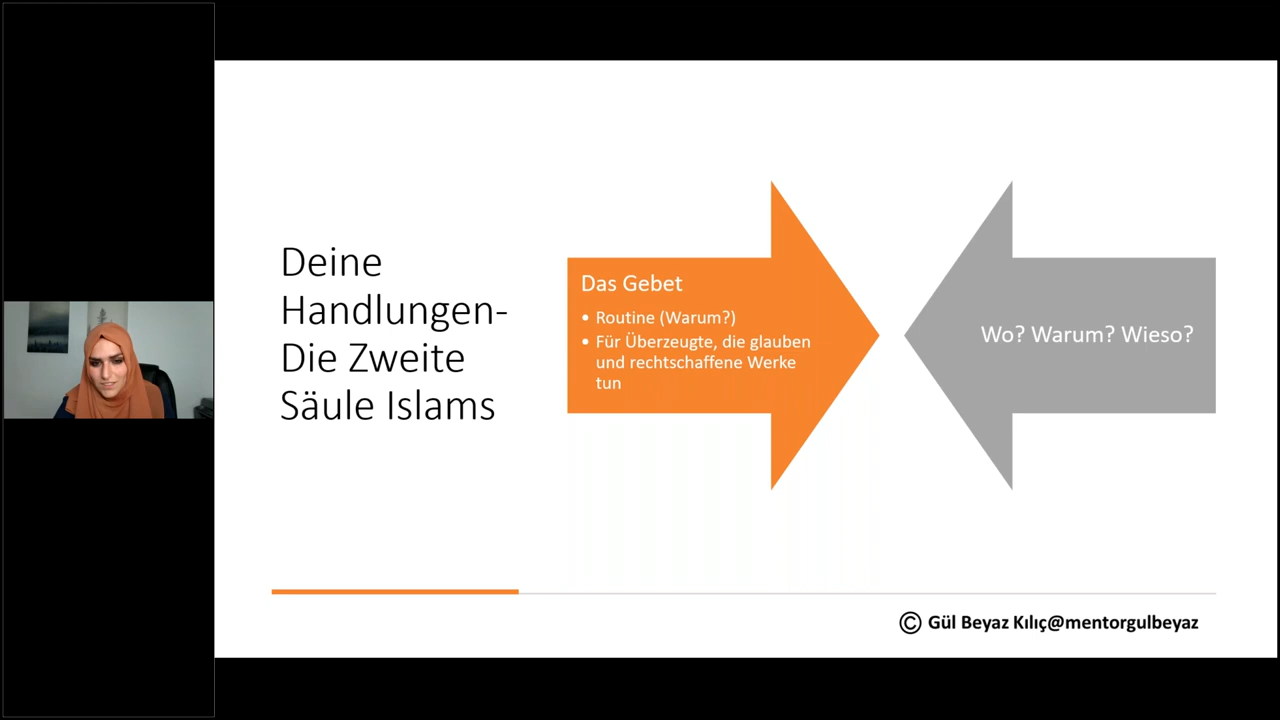 Deine
Handlungen-
Die Zweite
Säule Islams
Das Gebet
• Routine (Warum?)
• Für Überzeugte, die glauben
und rechtschaffene Werke
tun
Wo? Warum? Wieso?
© Gül Beyaz Kılıç@mentorgulbeyaz